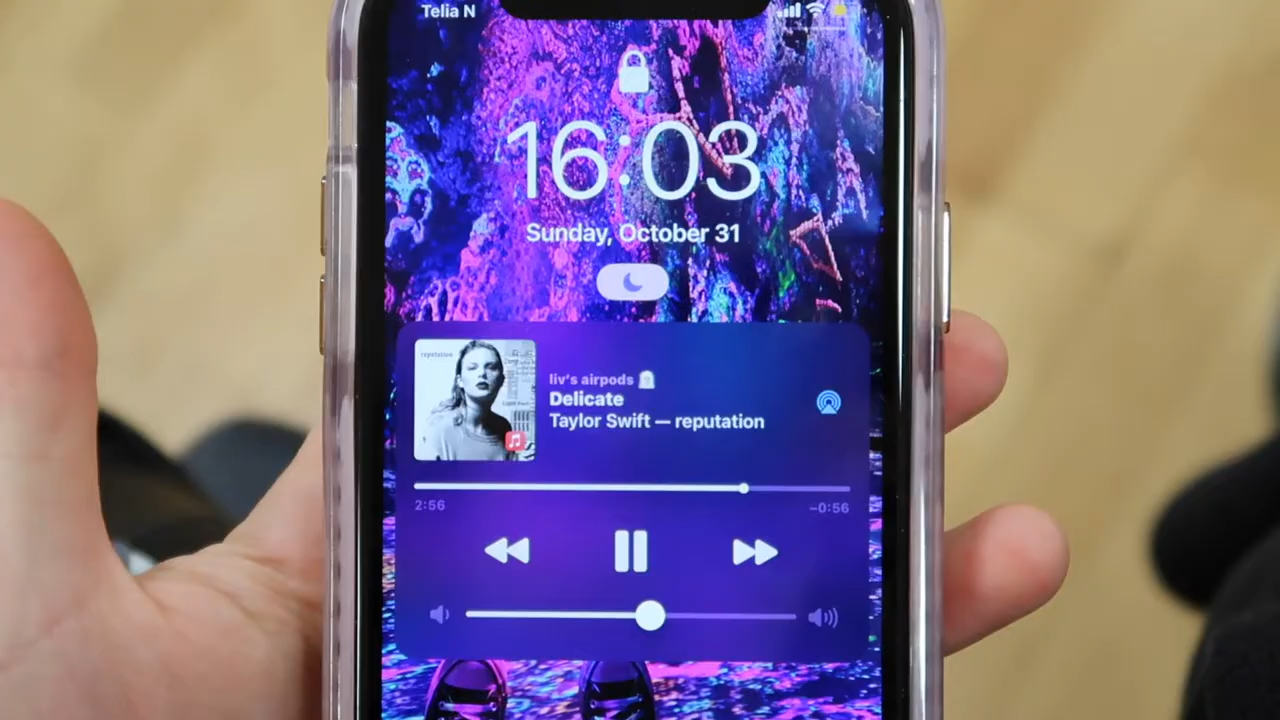 Telia N
16:03
Sunday, October 31
reputation
liv's airpods
Delicate
Taylor Swift — reputation
2:56
−0:56